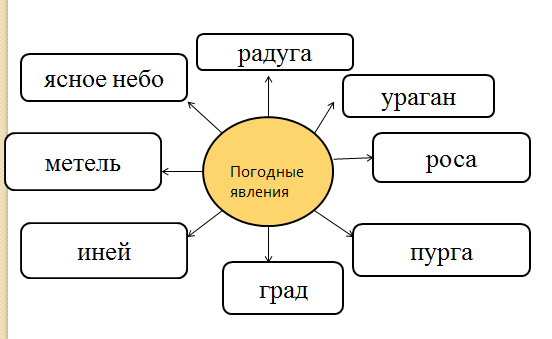 радуга
ясное небо
ураган
метель
Погодные
явления
роса
иней
пурга
град